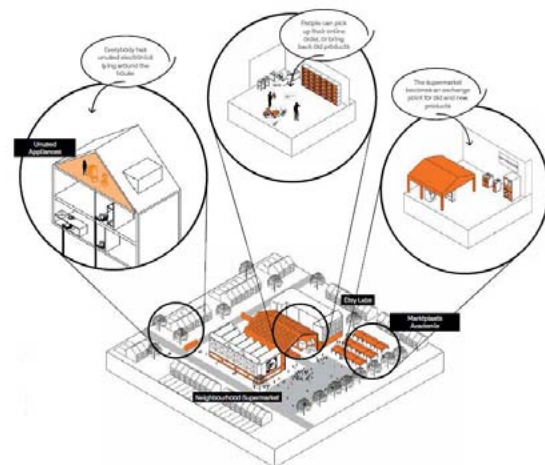 Everybody has
unused electronics
lying around the
house
People can pick
up their online
order, or bring
back old products
The supermarket
becomes an exchange
point for old and new
products
Unused
Appliances
City Labs
Marktplaats
Academie
Neighbourhood Supermarket